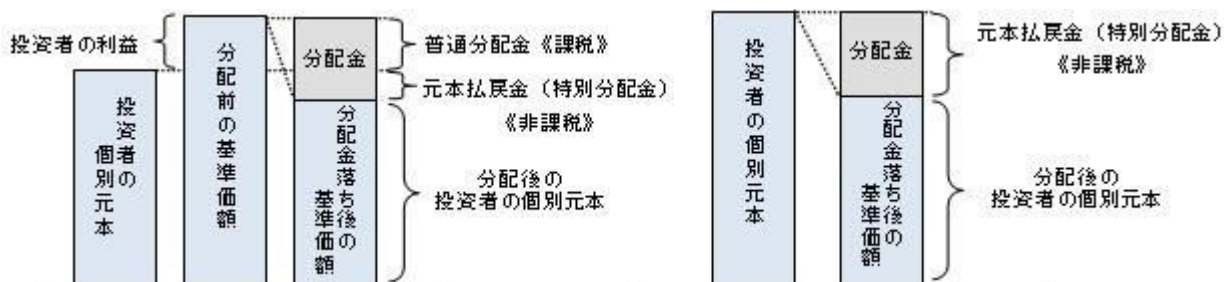 投資者の利益
投資者の
個別元本
分配前の基準価額
分配金
分配金落ち後の
基準価額
普通分配金《課税》
元本払戻金（特別分配金）
《非課税》
分配後の
投資者の個別元本
投資者の個別元本
分配金
分配金落ち後の
基準価額
元本払戻金（特別分配金）
《非課税》
分配後の
投資者の個別元本